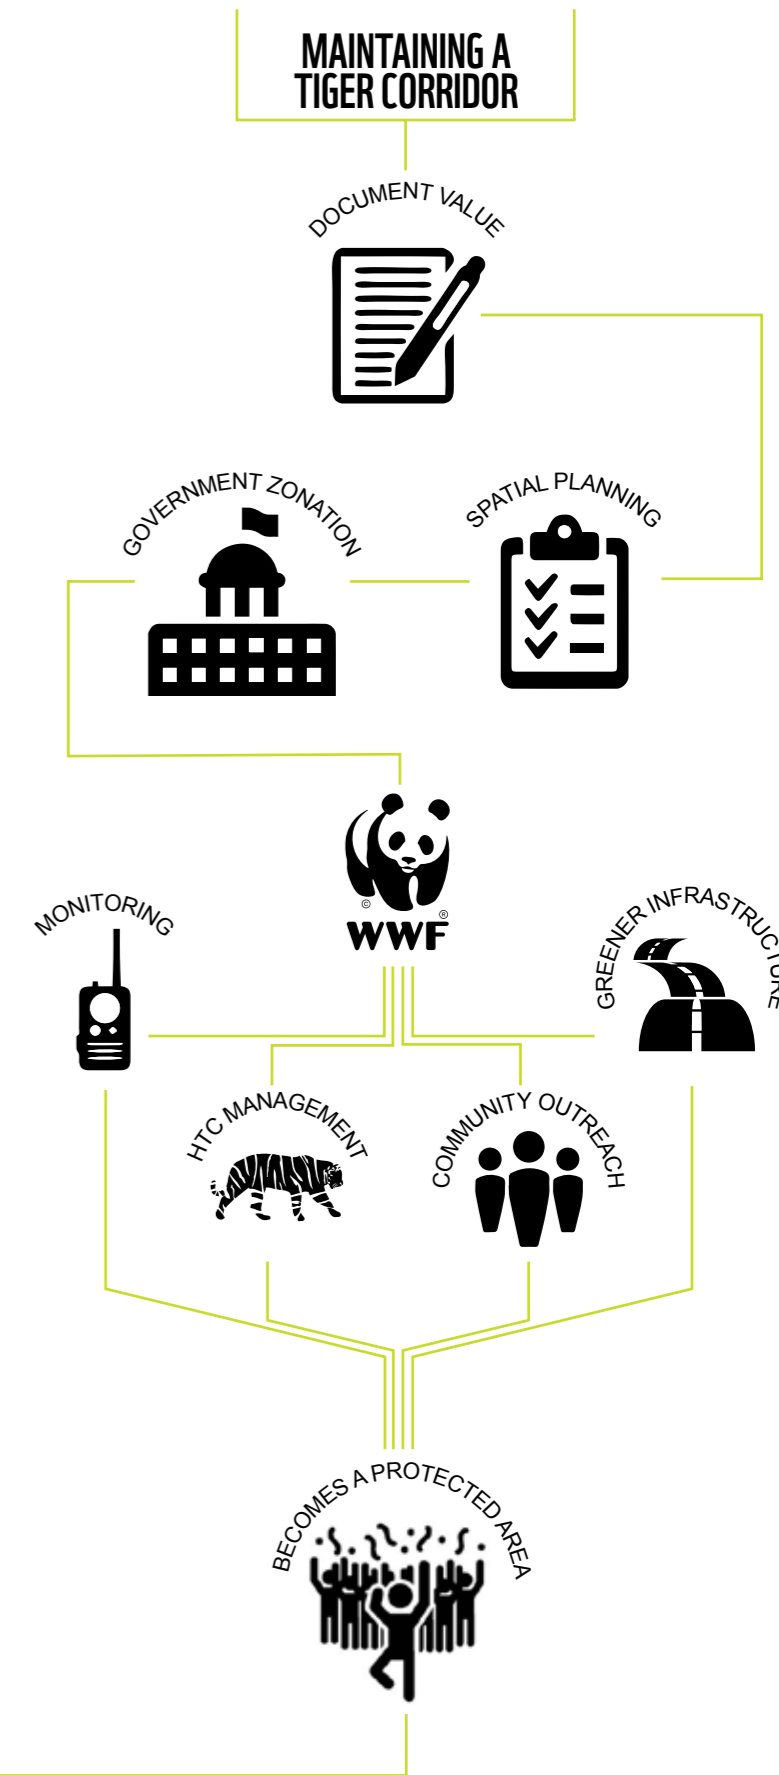 MAINTAINING A
TIGER CORRIDOR
DOCUMENT VALUE
GOVERNMENT ZONATION
SPATIAL PLANNING
©
®
WWF
MONITORING
GREENER INFRASTRUCTURE
HTC MANAGEMENT
COMMUNITY OUTREACH
BECOMES A PROTECTED AREA